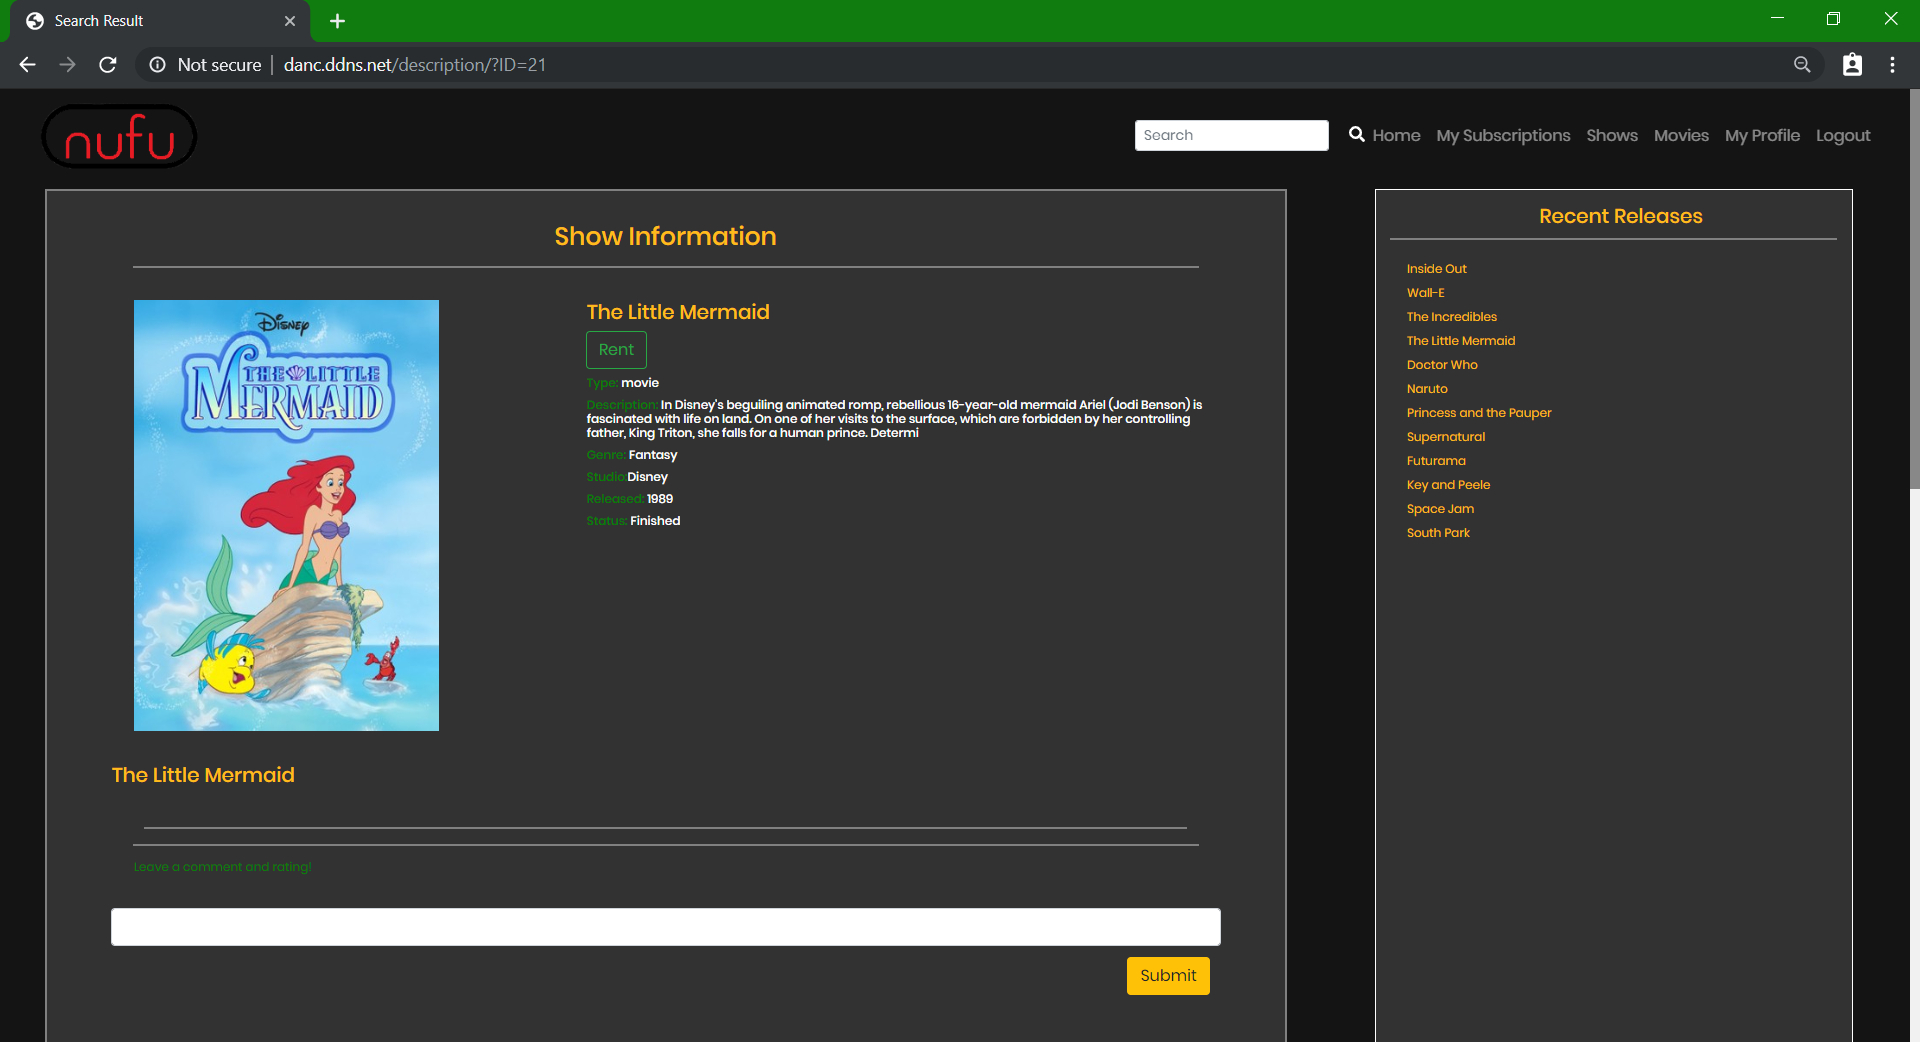 Search Result
Not secure
danc.ddns.net/description/?ID=21
nufu
Search
Home
My Subscriptions
Shows
Movies
My Profile
Logout
Show Information
Disney
THE LITTLE
MERMAID
The Little Mermaid
Rent
Type: movie
Description: In Disney's beguiling animated romp, rebellious 16-year-old mermaid Ariel (Jodi Benson) is
fascinated with life on land. On one of her visits to the surface, which are forbidden by her controlling
father, King Triton, she falls for a human prince. Determi
Genre: Fantasy
Studio:Disney
Released: 1989
Status: Finished
The Little Mermaid
Leave a comment and rating!
Submit
Recent Releases
Inside Out
Wall-E
The Incredibles
The Little Mermaid
Doctor Who
Naruto
Princess and the Pauper
Supernatural
Futurama
Key and Peele
Space Jam
South Park